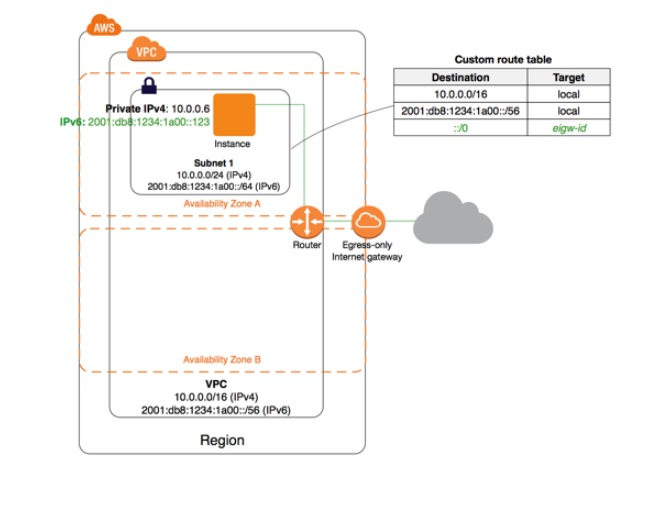 AWS
VPC
Custom route table
Destination Target
10.0.0.0/16 local
2001:db8:1234:1a00::/56 local
::/0 eigw-id
Private IPv4: 10.0.0.6
IPv6: 2001:db8:1234:1a00::123
Instance
Subnet 1
10.0.0.0/24 (IPv4)
2001:db8:1234:1a00::/64 (IPv6)
Availability Zone A
Router
Egress-only
Internet gateway
Availability Zone B
VPC
10.0.0.0/16 (IPv4)
2001:db8:1234:1a00::/56 (IPv6)
Region